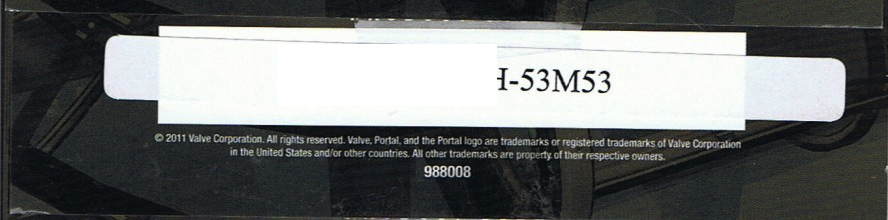 H-53M53
© 2011 Valve Corporation. All rights reserved. Valve, Portal, and the Portal logo are trademarks or registered trademarks of Valve Corporation
in the United States and/or other countries. All other trademarks are property of their respective owners.
988008